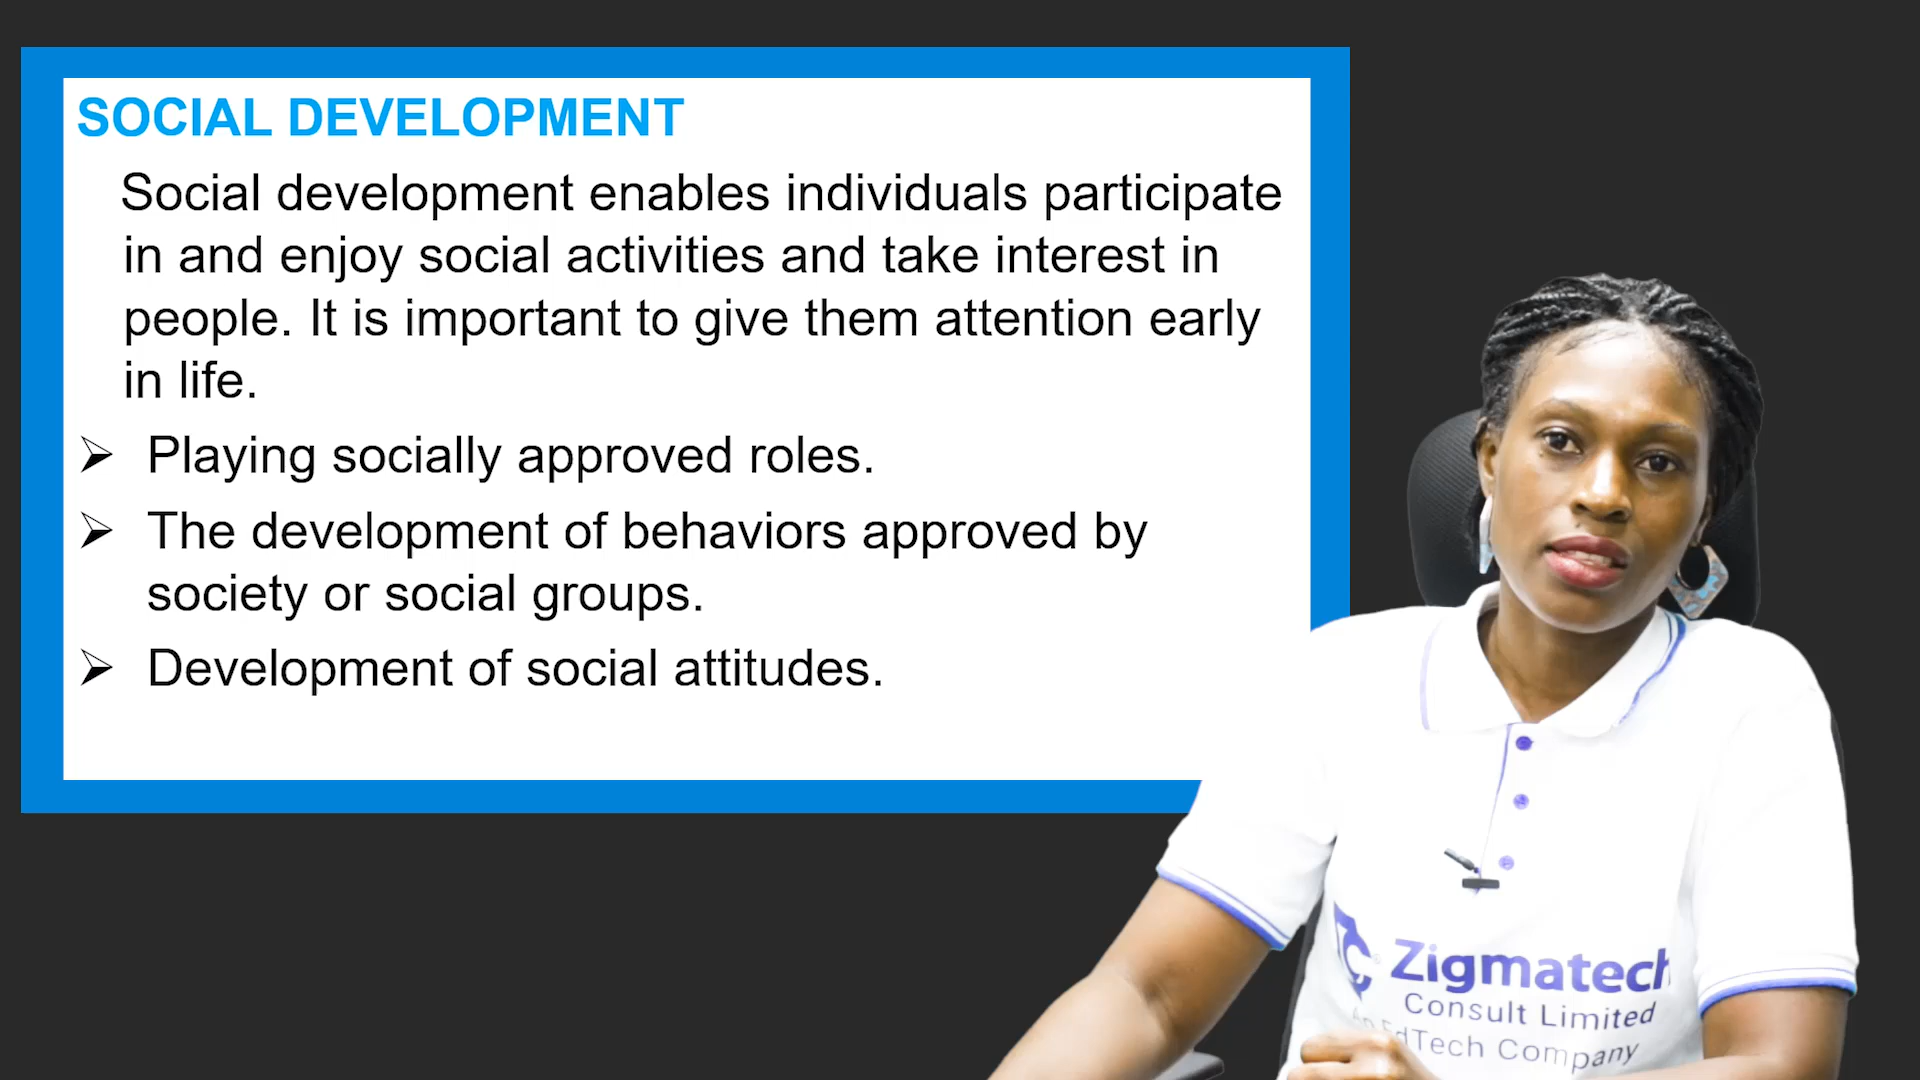 SOCIAL DEVELOPMENT
Social development enables individuals participate
in and enjoy social activities and take interest in
people. It is important to give them attention early
in life.
➢ Playing socially approved roles.
➢ The development of behaviors approved by
society or social groups.
➢ Development of social attitudes.
Zigmatech
Consult Limited
EdTech Company